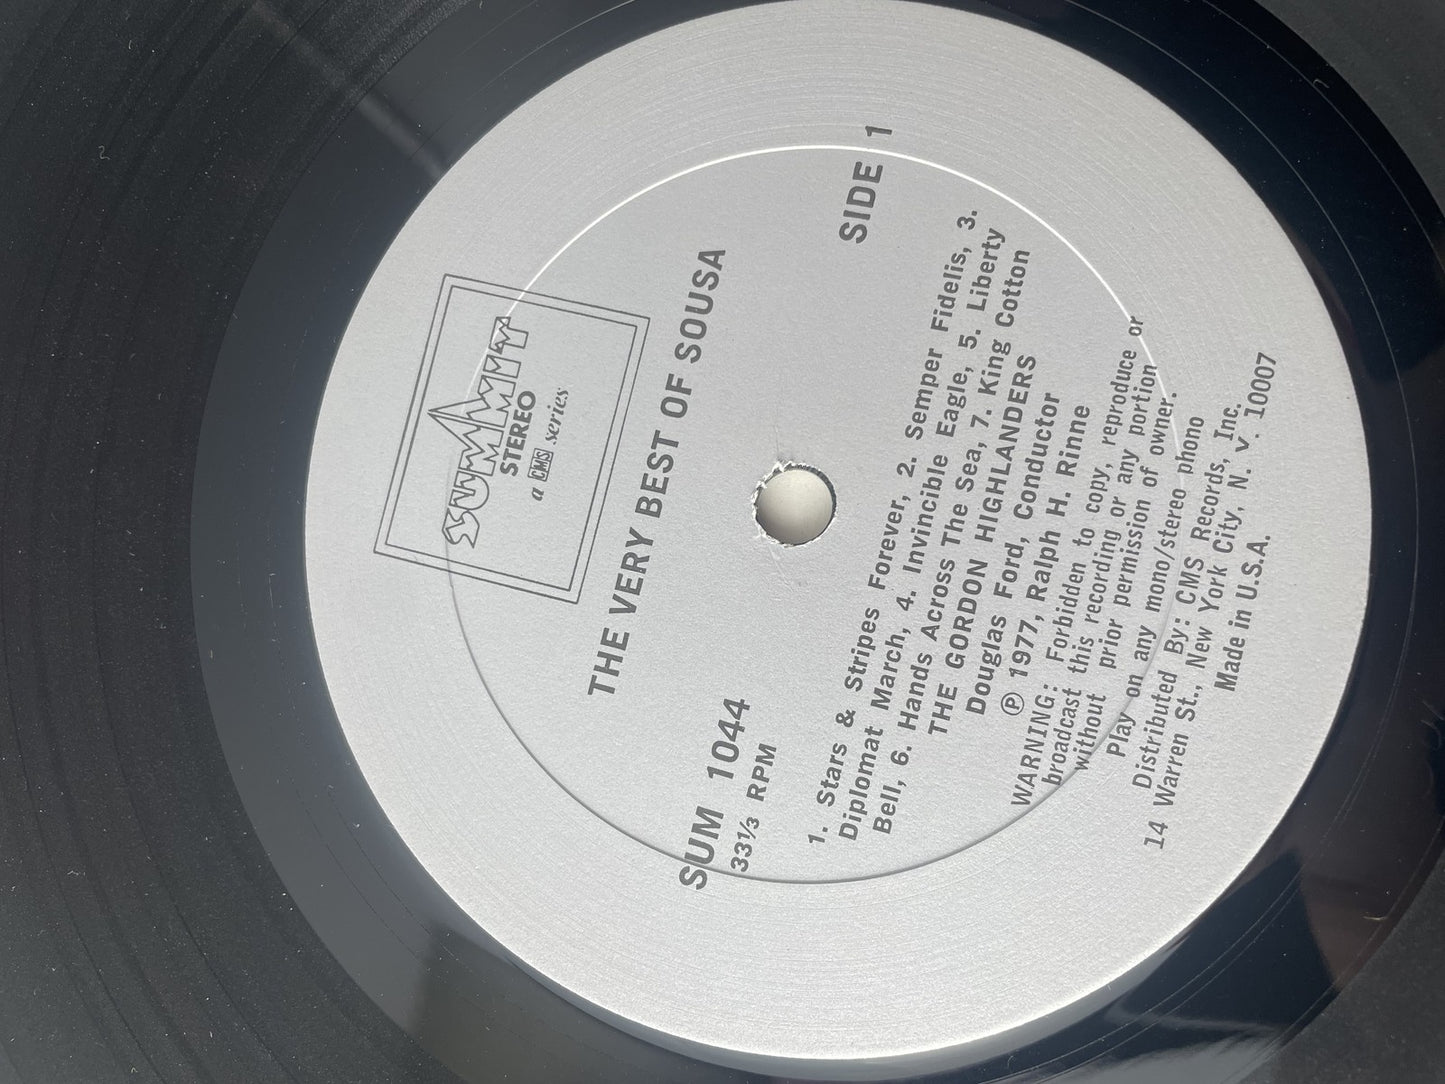 SUMMIT
STEREO
a CMS series
THE VERY BEST OF SOUSA
SUM 1044
33⅓ RPM
SIDE 1
1. Stars & Stripes Forever, 2. Semper Fidelis, 3.
Diplomat March, 4. Invincible Eagle, 5. Liberty
Bell, 6. Hands Across The Sea, 7. King Cotton
THE GORDON HIGHLANDERS
Douglas Ford, Conductor
℗ 1977, Ralph H. Rinne
WARNING: Forbidden to copy, reproduce or
broadcast this recording or any portion
without prior permission of owner.
Play on any mono/stereo phono
Distributed By: CMS Records, Inc.
14 Warren St., New York City, N. Y. 10007
Made in U.S.A.